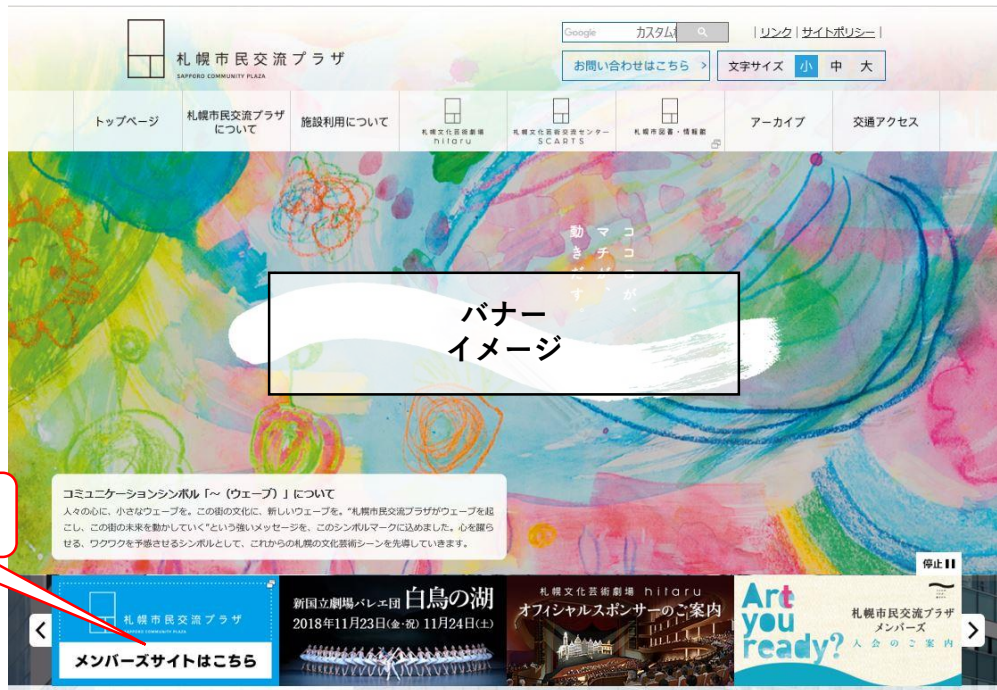 札幌市民交流プラザ
SAPPORO COMMUNITY PLAZA
Google カスタム
|リンク|サイトポリシー|
お問い合わせはこちら >
文字サイズ 小 中 大
トップページ
札幌市民交流プラザ
について
施設利用について
札幌文化芸術劇場
hitaru
札幌文化芸術交流センター
SCARTS
札幌市図書・情報館
アーカイブ
交通アクセス
ココロが、
マチが、
動きだす
バナー
イメージ
コミュニケーションシンボル「～（ウェーブ）」について
人々の心に、小さなウェーブを。この街の文化に、新しいウェーブを。“札幌市民交流プラザがウェーブを起
こし、この街の未来を動かしていく”という強いメッセージを、このシンボルマークに込めました。心を躍ら
せる、ワクワクを予感させるシンボルとして、これからの札幌の文化芸術シーンを先導していきます。
停止
札幌市民交流プラザ
SAPPORO COMMUNITY PLAZA
メンバーズサイトはこちら
新国立劇場バレエ団 白鳥の湖
2018年11月23日(金・祝) 11月24日(土)
札幌文化芸術劇場 hitaru
オフィシャルスポンサーのご案内
Art
you
ready?
札幌市民交流プラザ
メンバーズ
入会のご案内